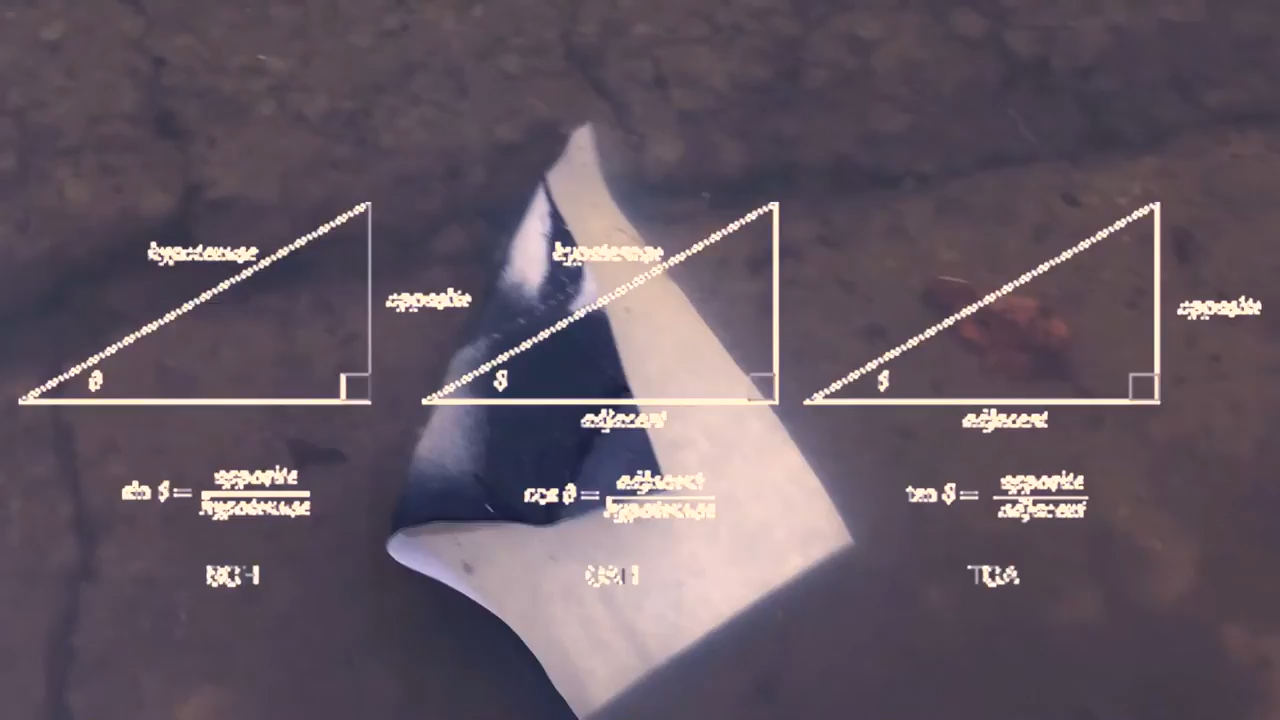 hypotenuse
opposite
β
hypotenuse
β
adjacent
opposite
β
adjacent
sin β = opposite
hypotenuse
cos β = adjacent
hypotenuse
tan β = opposite
adjacent
SOH
CAH
TOA